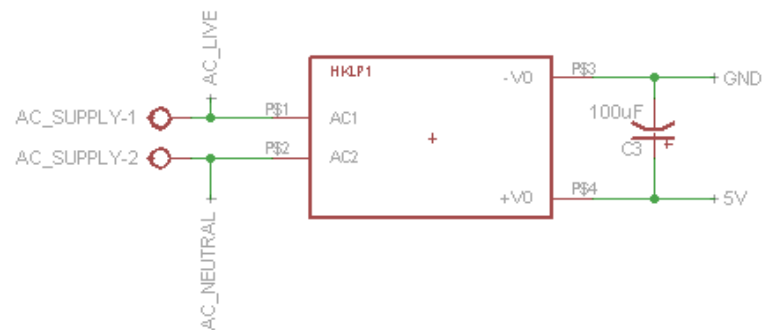 AC_LIVE
HKLP1
-V0
P$3
GND
AC_SUPPLY-1
P$1
AC1
100uF
AC_SUPPLY-2
P$2
AC2
C3
+V0
P$4
5V
AC_NEUTRAL